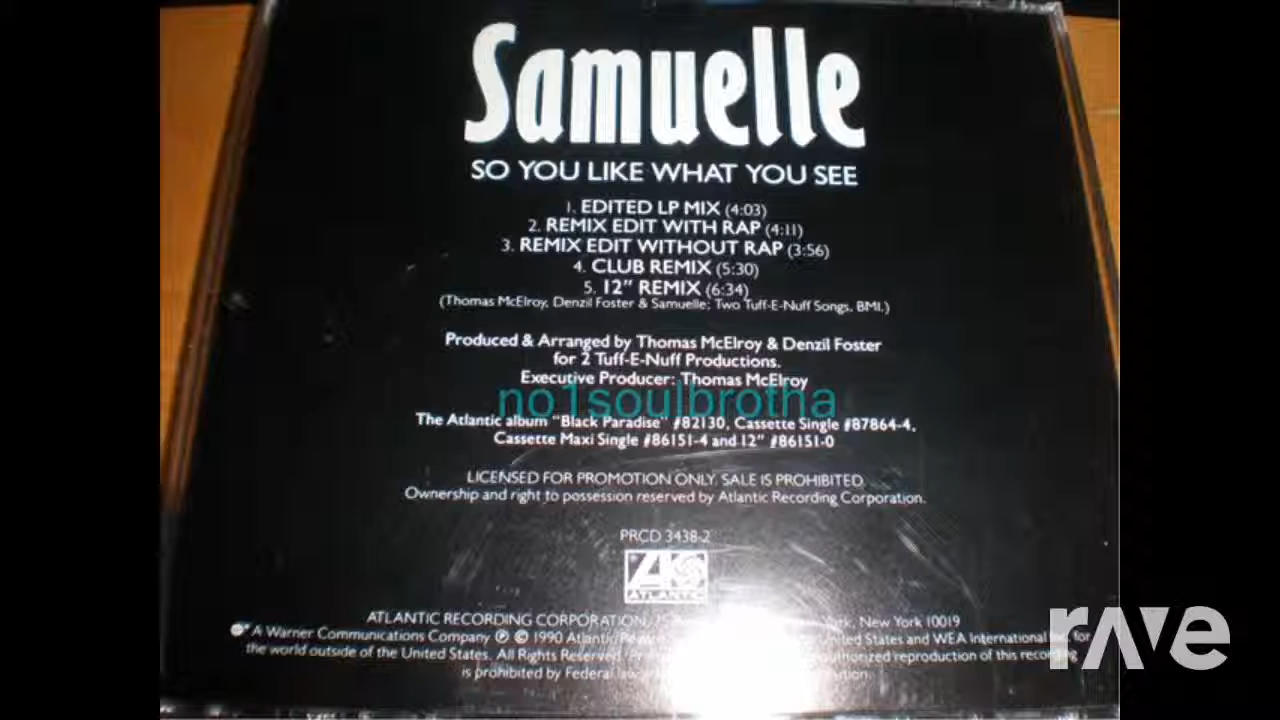 Samuelle
SO YOU LIKE WHAT YOU SEE
1. EDITED LP MIX (4:03)
2. REMIX EDIT WITH RAP (4:11)
3. REMIX EDIT WITHOUT RAP (3:56)
4. CLUB REMIX (5:30)
5. 12" REMIX (6:34)
(Thomas McElroy, Denzil Foster & Samuelle; Two Tuff-E-Nuff Songs, BMI.)
Produced & Arranged by Thomas McElroy & Denzil Foster
for 2 Tuff-E-Nuff Productions.
Executive Producer: Thomas McElroy
no1soulbrotha
The Atlantic album "Black Paradise" #82130, Cassette Single #87864-4,
Cassette Maxi Single #86151-4 and 12" #86151-0
LICENSED FOR PROMOTION ONLY. SALE IS PROHIBITED.
Ownership and right to possession reserved by Atlantic Recording Corporation.
PRCD 3438-2
ATLANTIC
ATLANTIC RECORDING CORPORATION, New York 10019
A Warner Communications Company ℗ © 1990 Atlantic United States and WEA International Inc. for
the world outside of the United States. All Rights Reserved. reproduction of this recording
is prohibited by Federal law
rave